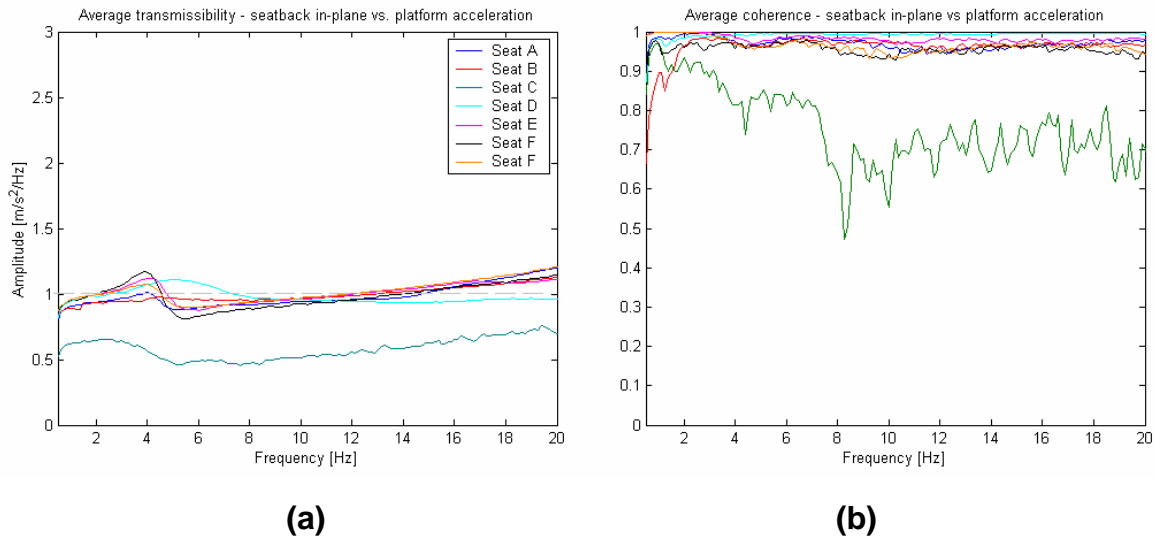 Average transmissibility - seatback in-plane vs. platform acceleration
3
2.5
2
1.5
1
0.5
0
Amplitude [m/s²/Hz]
Seat A
Seat B
Seat C
Seat D
Seat E
Seat F
Seat F
2 4 6 8 10 12 14 16 18 20
Frequency [Hz]
(a)
Average coherence - seatback in-plane vs platform acceleration
1
0.9
0.8
0.7
0.6
0.5
0.4
0.3
0.2
0.1
0
2 4 6 8 10 12 14 16 18 20
Frequency [Hz]
(b)